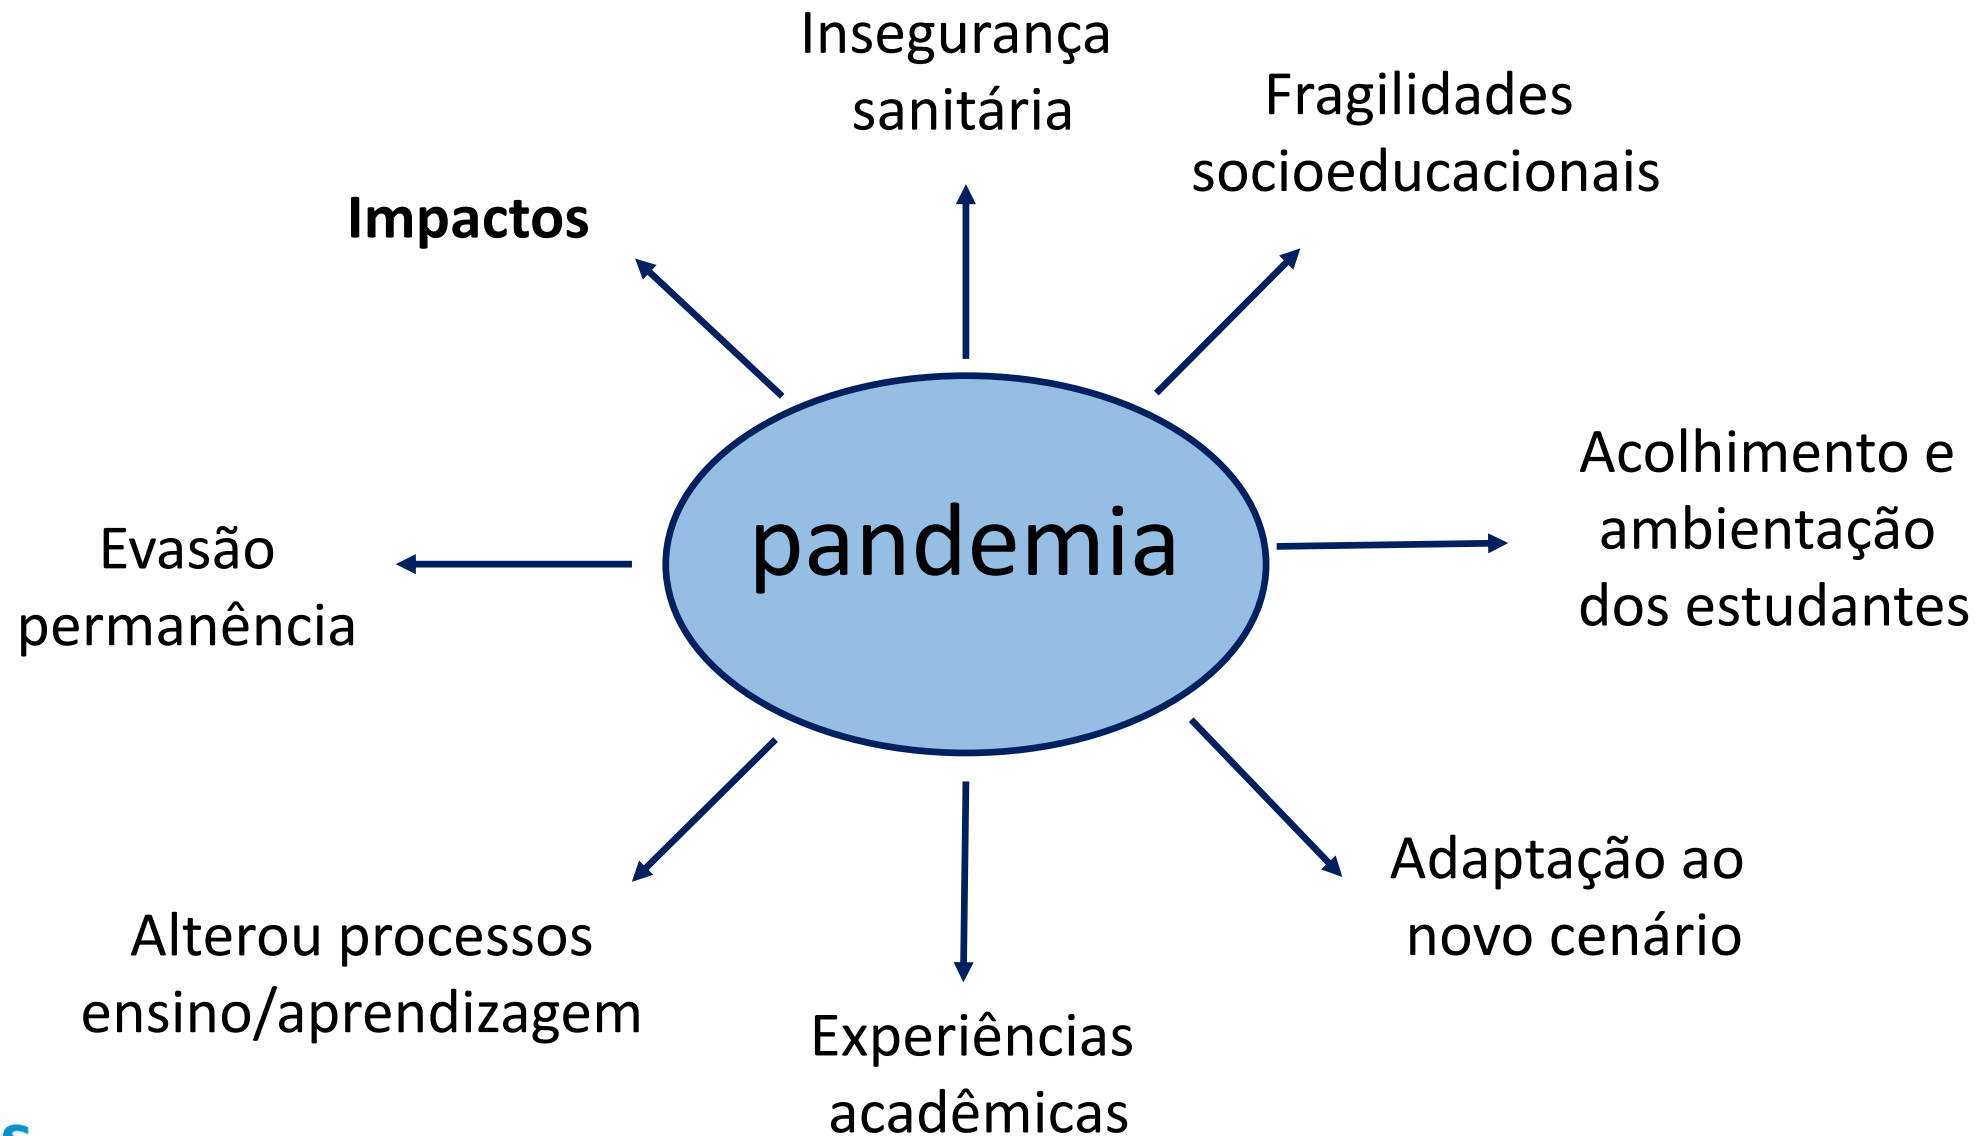 Insegurança
sanitária
Fragilidades
socioeducacionais
Impactos
Acolhimento e
ambientação
dos estudantes
pandemia
Evasão
permanência
Adaptação ao
novo cenário
Alterou processos
ensino/aprendizagem
Experiências
acadêmicas
s